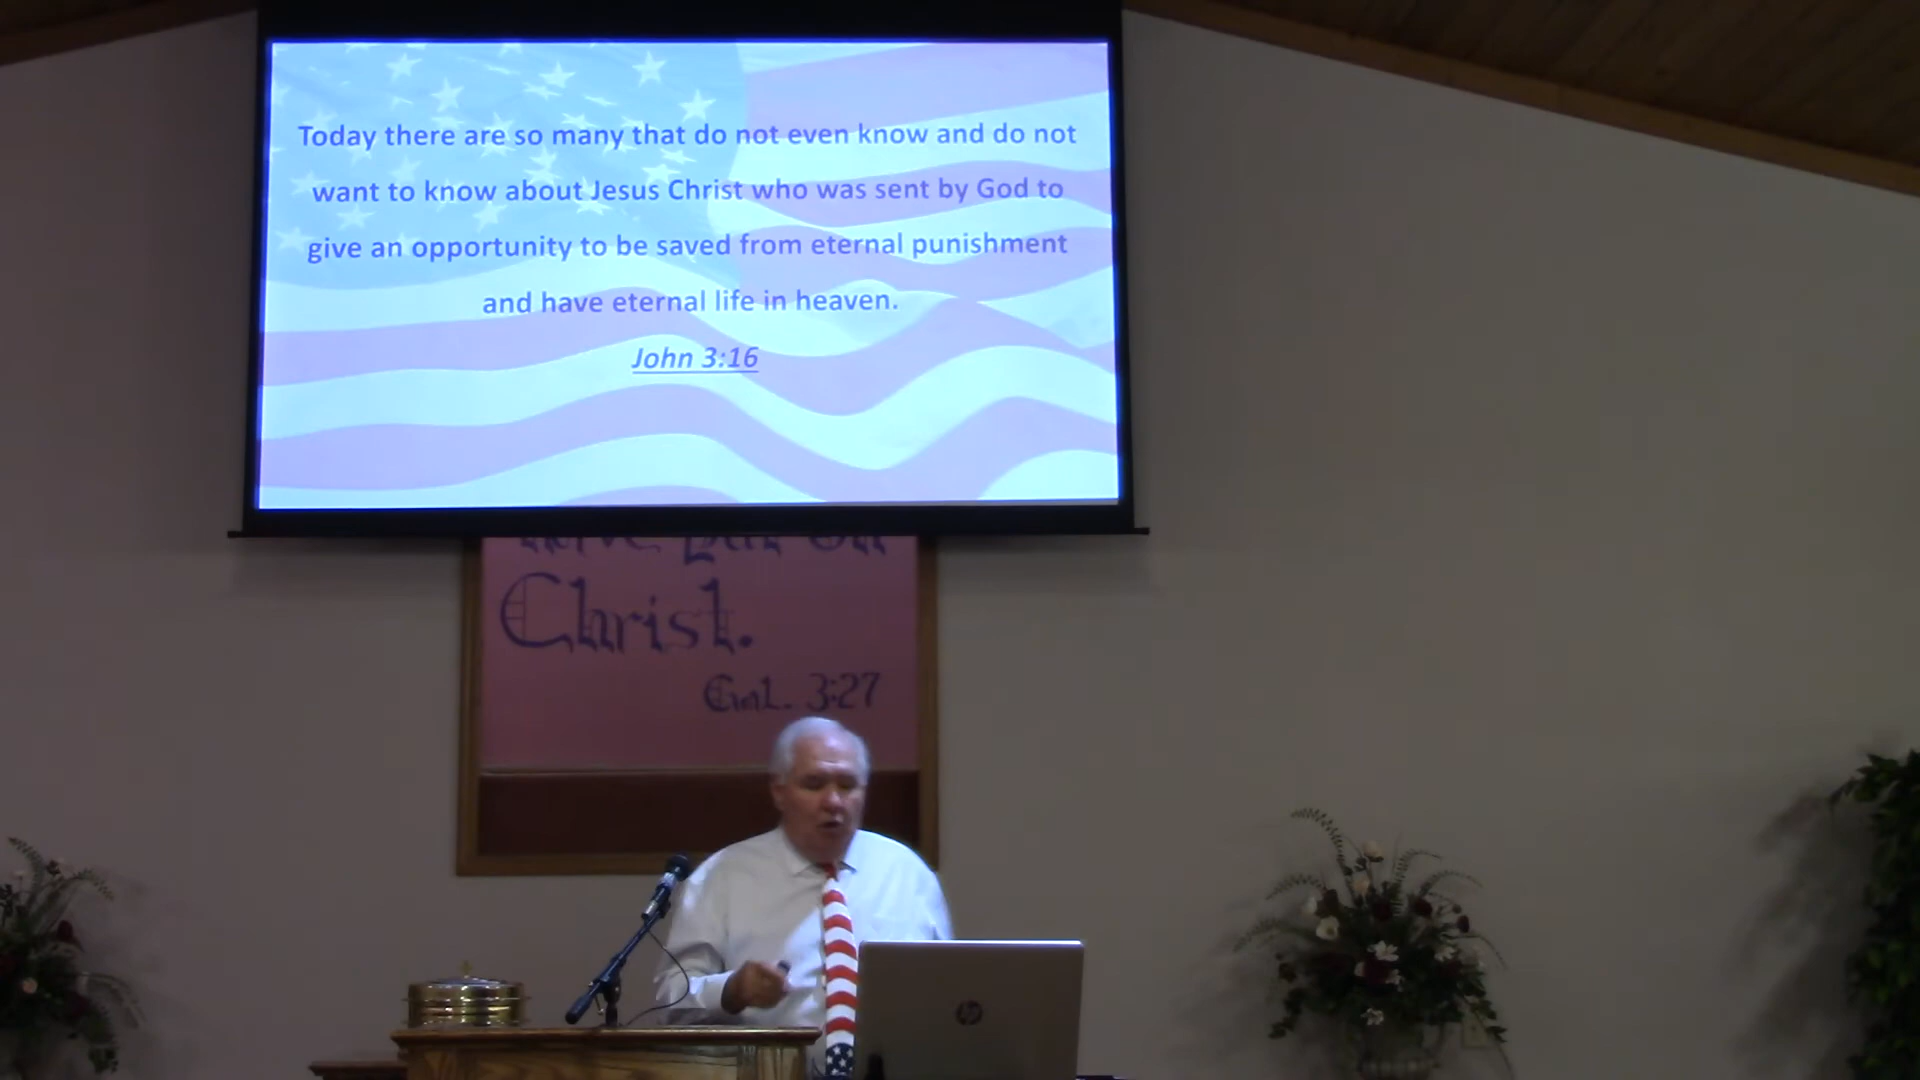 Today there are so many that do not even know and do not
want to know about Jesus Christ who was sent by God to
give an opportunity to be saved from eternal punishment
and have eternal life in heaven.
John 3:16
Christ.
Gal. 3:27
hp